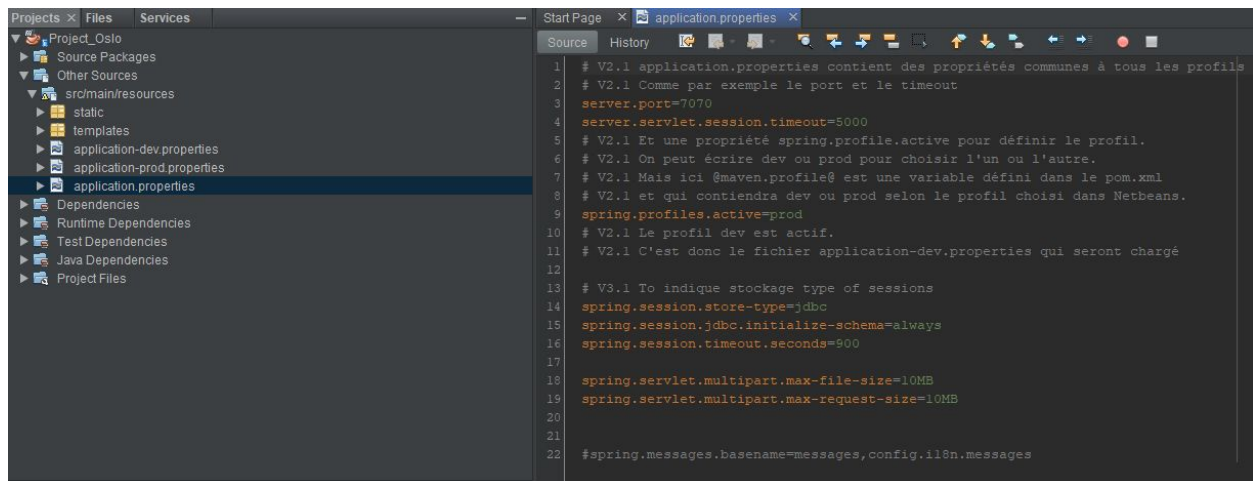 Projects × Files Services
Project_Oslo
Source Packages
Other Sources
src/main/resources
static
templates
application-dev.properties
application-prod.properties
application.properties
Dependencies
Runtime Dependencies
Test Dependencies
Java Dependencies
Project Files
Start Page × application.properties ×
Source History
1 # V2.1 application.properties contient des propriétés communes à tous les profils
2 # V2.1 Comme par exemple le port et le timeout
3 server.port=7070
4 server.servlet.session.timeout=5000
5 # V2.1 Et une propriété spring.profile.active pour définir le profil.
6 # V2.1 On peut écrire dev ou prod pour choisir l'un ou l'autre.
7 # V2.1 Mais ici @maven.profile@ est une variable défini dans le pom.xml
8 # V2.1 et qui contiendra dev ou prod selon le profil choisi dans Netbeans.
9 spring.profiles.active=prod
10 # V2.1 Le profil dev est actif.
11 # V2.1 C'est donc le fichier application-dev.properties qui seront chargé
12
13 # V3.1 To indique stockage type of sessions
14 spring.session.store-type=jdbc
15 spring.session.jdbc.initialize-schema=always
16 spring.session.timeout.seconds=900
17
18 spring.servlet.multipart.max-file-size=10MB
19 spring.servlet.multipart.max-request-size=10MB
20
21
22 #spring.messages.basename=messages,config.i18n.messages